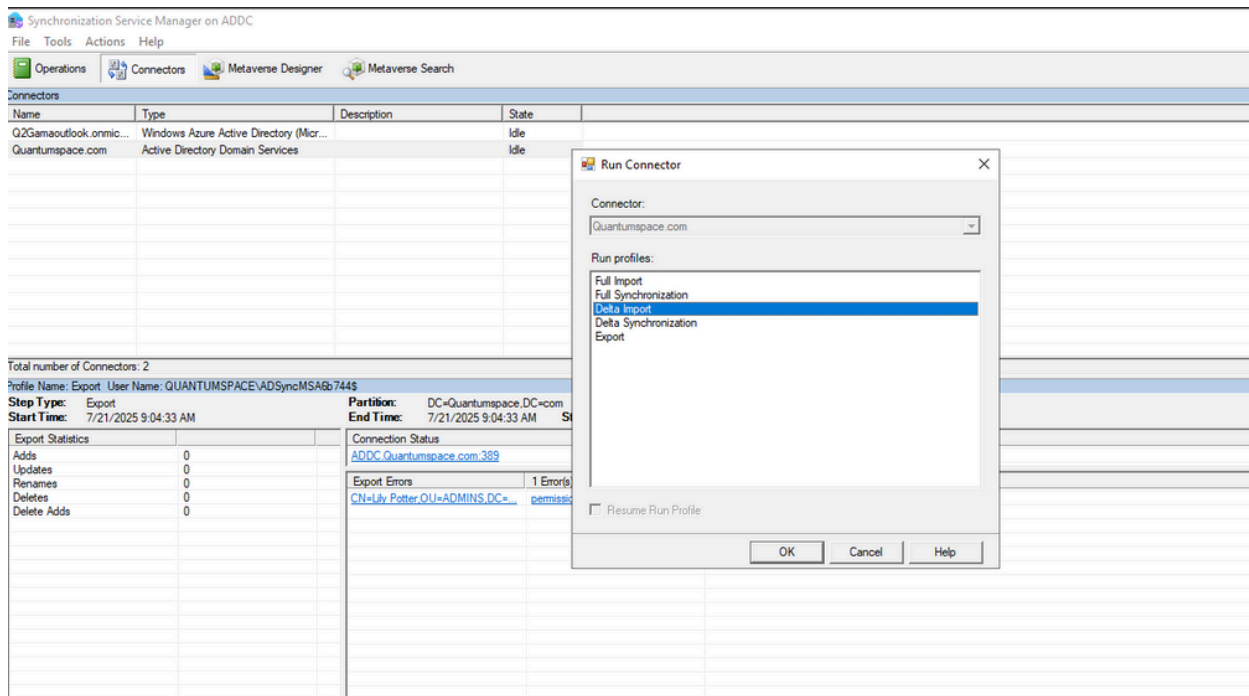 Synchronization Service Manager on ADDC
File Tools Actions Help
Operations Connectors Metaverse Designer Metaverse Search
Connectors
Name Type Description State
Q2Gamaoutlook.onmic... Windows Azure Active Directory (Micr... Idle
Quantumspace.com Active Directory Domain Services Idle
Run Connector
Connector:
Quantumspace.com
Run profiles:
Full Import
Full Synchronization
Delta Import
Delta Synchronization
Export
Resume Run Profile
OK Cancel Help
Total number of Connectors: 2
Profile Name: Export User Name: QUANTUMSPACE\ADSyncMSA6b744$
Step Type: Export Partition: DC=Quantumspace,DC=com
Start Time: 7/21/2025 9:04:33 AM End Time: 7/21/2025 9:04:33 AM
Export Statistics Connection Status
Adds 0 ADDC.Quantumspace.com:389
Updates 0
Renames 0 Export Errors 1 Error(s
Deletes 0 CN=Lily Potter,OU=ADMINS,DC=...
Delete Adds 0